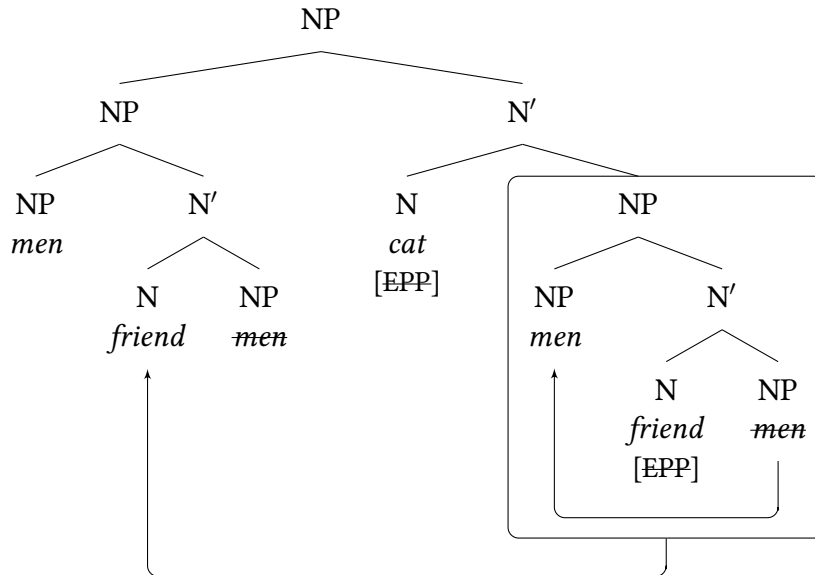 NP
NP N′
NP N′ N NP
men cat
[EPP]
N NP NP N′
friend men men
N NP
friend men
[EPP]